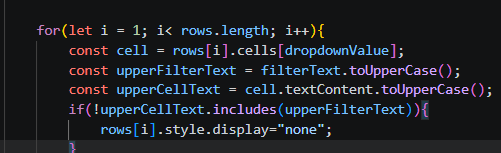 for(let i = 1; i< rows.length; i++){
const cell = rows[i].cells[dropdownValue];
const upperFilterText = filterText.toUpperCase();
const upperCellText = cell.textContent.toUpperCase();
if(!upperCellText.includes(upperFilterText)){
rows[i].style.display="none";
}